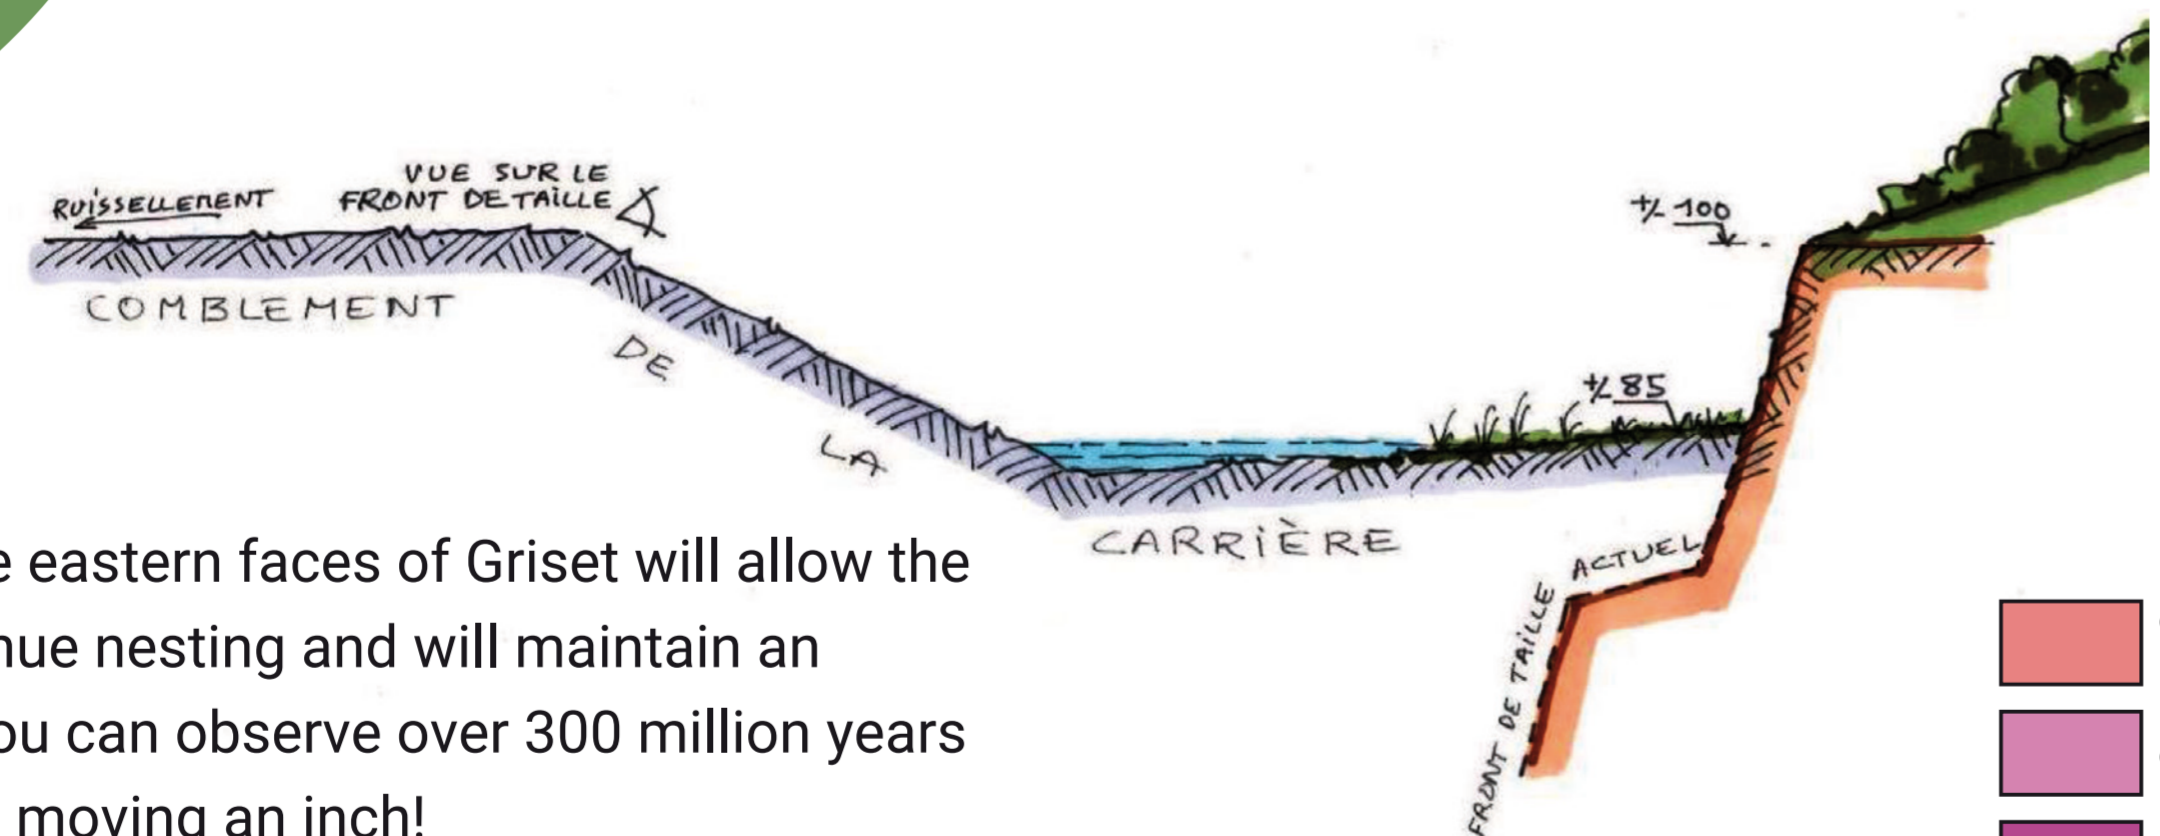 RUiSSELLEMENT
VUE SUR LE
FRONT DE TAiLLE
+/- 100
COMBLEMENT
DE
LA
+/- 85
CARRiÈRE
FRONT DE TAiLLE ACTUEL
eastern faces of Griset will allow the
nue nesting and will maintain an
ou can observe over 300 million years
moving an inch!